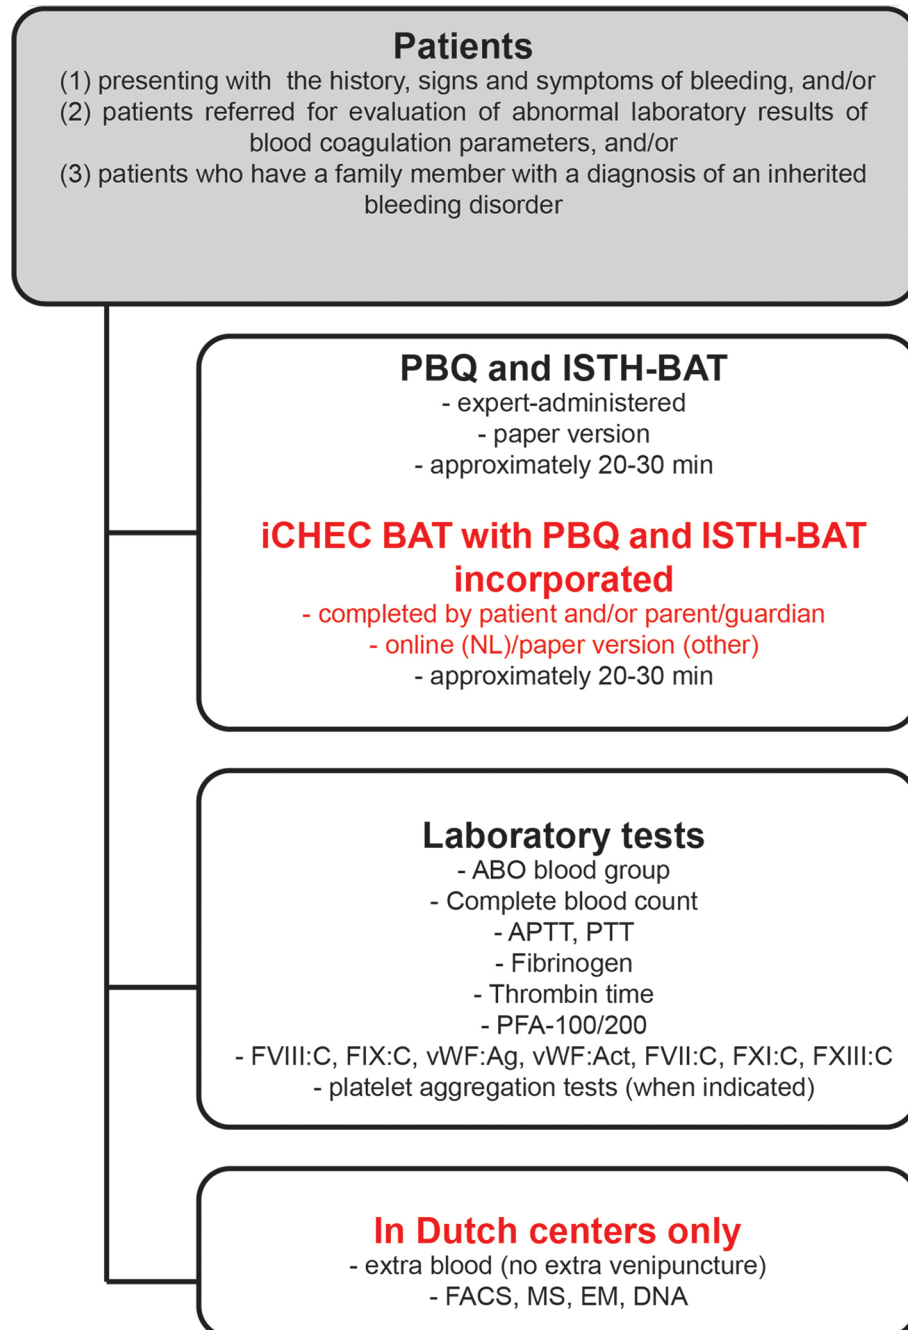 Patients
(1) presenting with the history, signs and symptoms of bleeding, and/or
(2) patients referred for evaluation of abnormal laboratory results of
blood coagulation parameters, and/or
(3) patients who have a family member with a diagnosis of an inherited
bleeding disorder
PBQ and ISTH-BAT
- expert-administered
- paper version
- approximately 20-30 min
iCHEC BAT with PBQ and ISTH-BAT
incorporated
- completed by patient and/or parent/guardian
- online (NL)/paper version (other)
- approximately 20-30 min
Laboratory tests
- ABO blood group
- Complete blood count
- APTT, PTT
- Fibrinogen
- Thrombin time
- PFA-100/200
- FVIII:C, FIX:C, vWF:Ag, vWF:Act, FVII:C, FXI:C, FXIII:C
- platelet aggregation tests (when indicated)
In Dutch centers only
- extra blood (no extra venipuncture)
- FACS, MS, EM, DNA